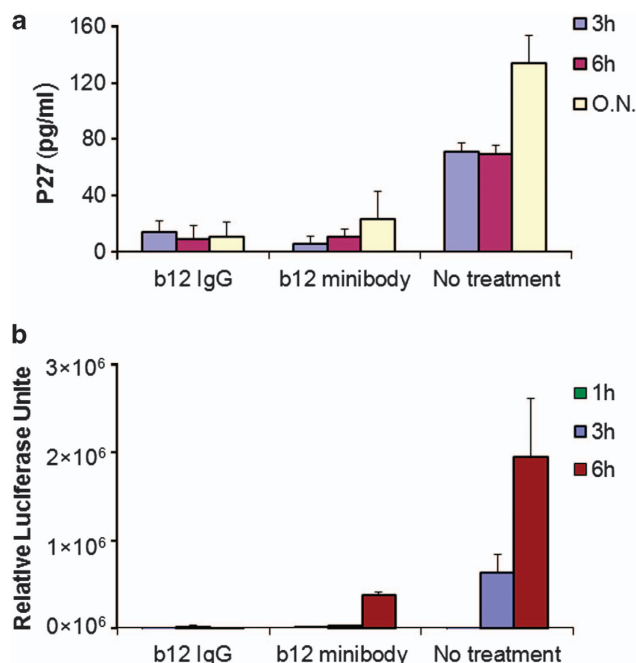 a
160
120
80
40
0
P27 (pg/ml)
3h
6h
O.N.
b12 IgG b12 minibody No treatment
b
3×10⁶
2×10⁶
1×10⁶
0×10⁶
Relative Luciferase Unite
1h
3h
6h
b12 IgG b12 minibody No treatment